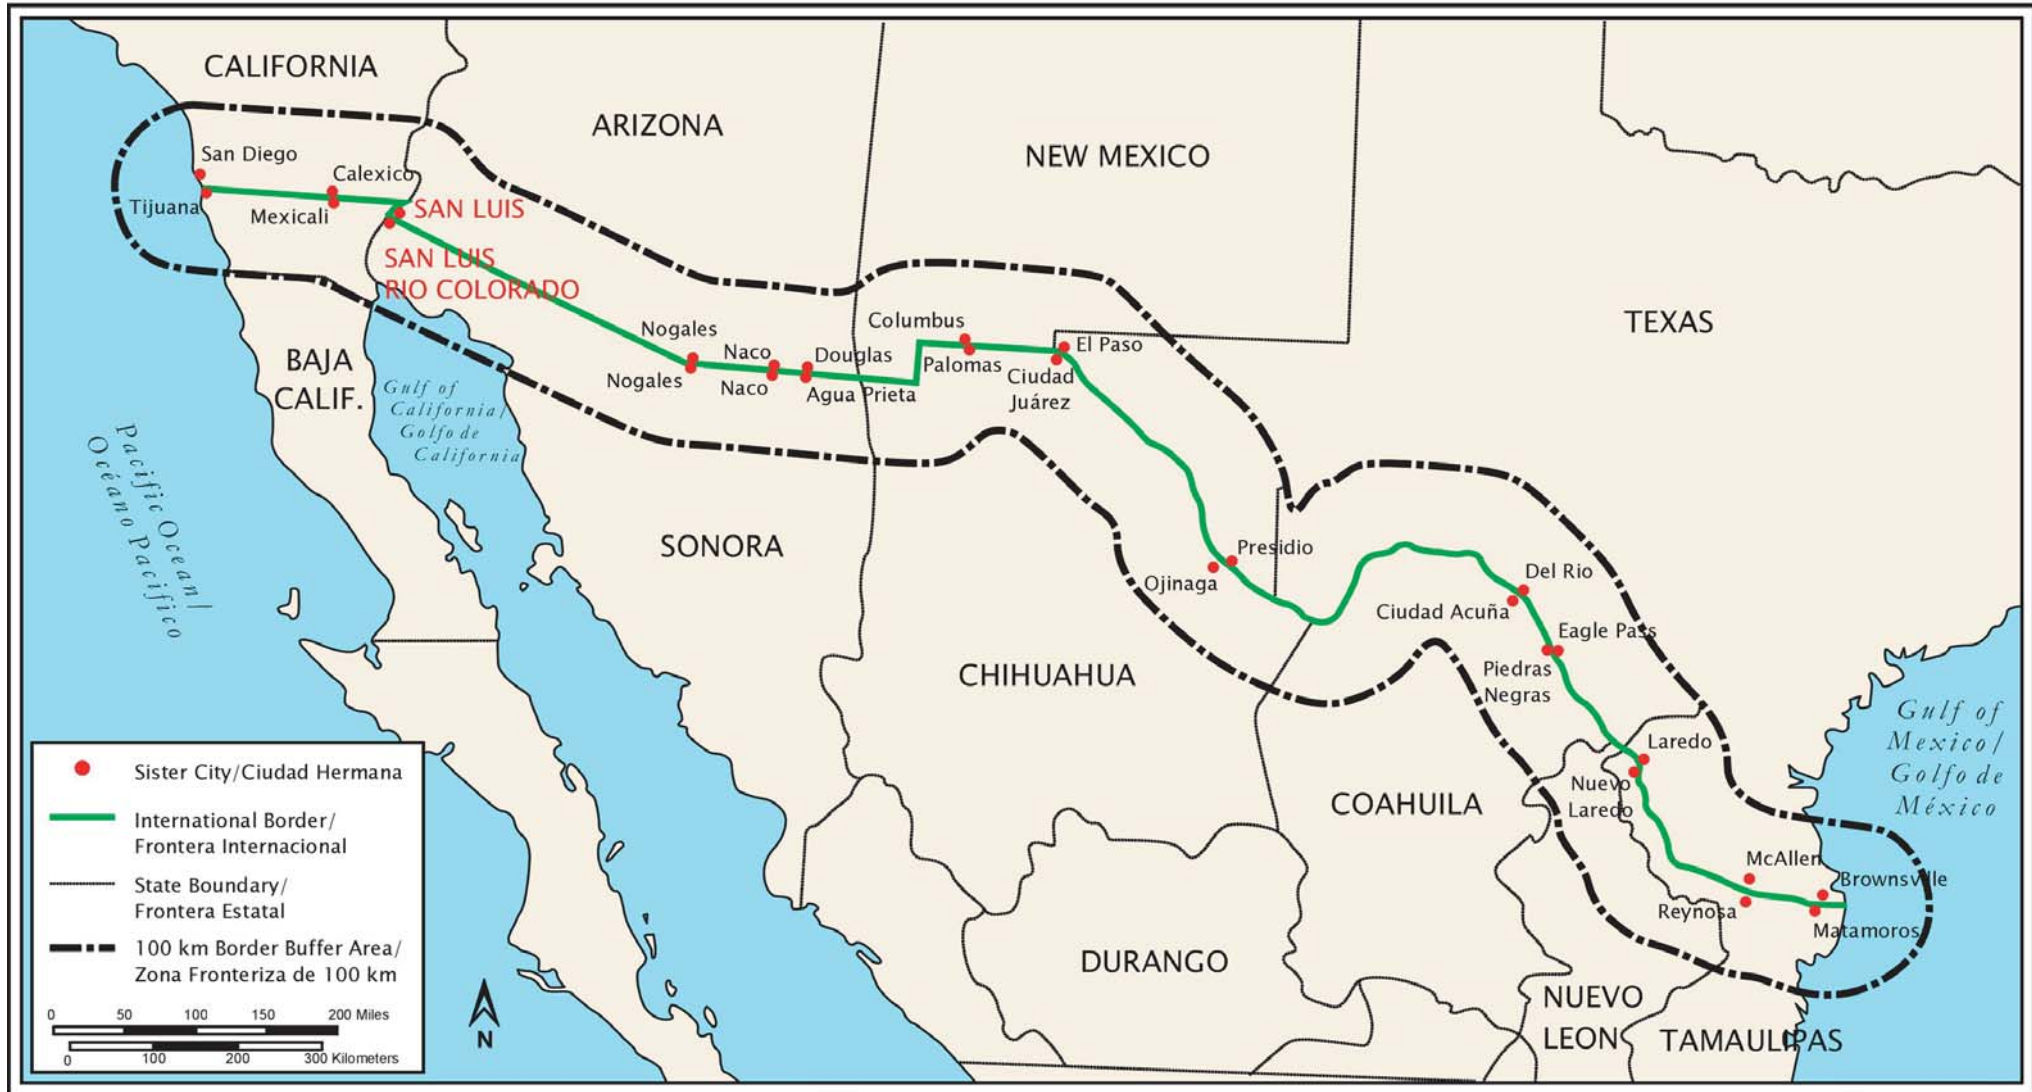 CALIFORNIA
ARIZONA
NEW MEXICO
TEXAS
San Diego
Tijuana
Calexico
Mexicali
SAN LUIS
SAN LUIS
RIO COLORADO
Nogales
Nogales
Naco
Naco
Douglas
Agua Prieta
Columbus
Palomas
El Paso
Ciudad
Juárez
BAJA
CALIF.
Gulf of
California/
Golfo de
California
Pacific Ocean/
Océano Pacifico
SONORA
CHIHUAHUA
Presidio
Ojinaga
Del Rio
Ciudad Acuña
Eagle Pass
Piedras
Negras
Laredo
Nuevo
Laredo
COAHUILA
McAllen
Reynosa
Brownsville
Matamoros
Gulf of
Mexico/
Golfo de
México
DURANGO
NUEVO
LEON
TAMAULIPAS
Sister City/Ciudad Hermana
International Border/
Frontera Internacional
State Boundary/
Frontera Estatal
100 km Border Buffer Area/
Zona Fronteriza de 100 km
0 50 100 150 200 Miles
0 100 200 300 Kilometers
N